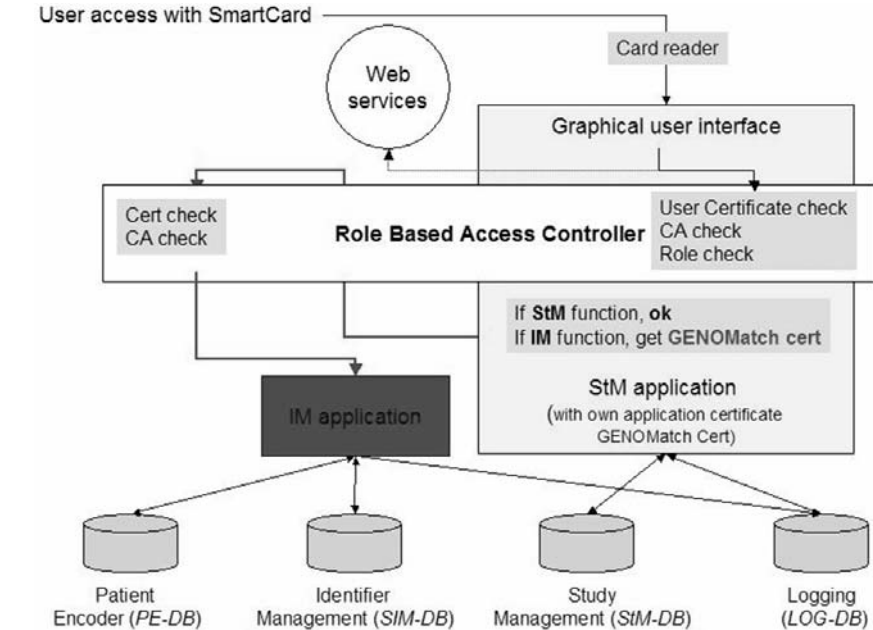 User access with SmartCard
Card reader
Web
services
Graphical user interface
Cert check
CA check
Role Based Access Controller
User Certificate check
CA check
Role check
If StM function, ok
If IM function, get GENOMatch cert
StM application
(with own application certificate
GENOMatch Cert)
IM application
Patient
Encoder (PE-DB)
Identifier
Management (SIM-DB)
Study
Management (StM-DB)
Logging
(LOG-DB)